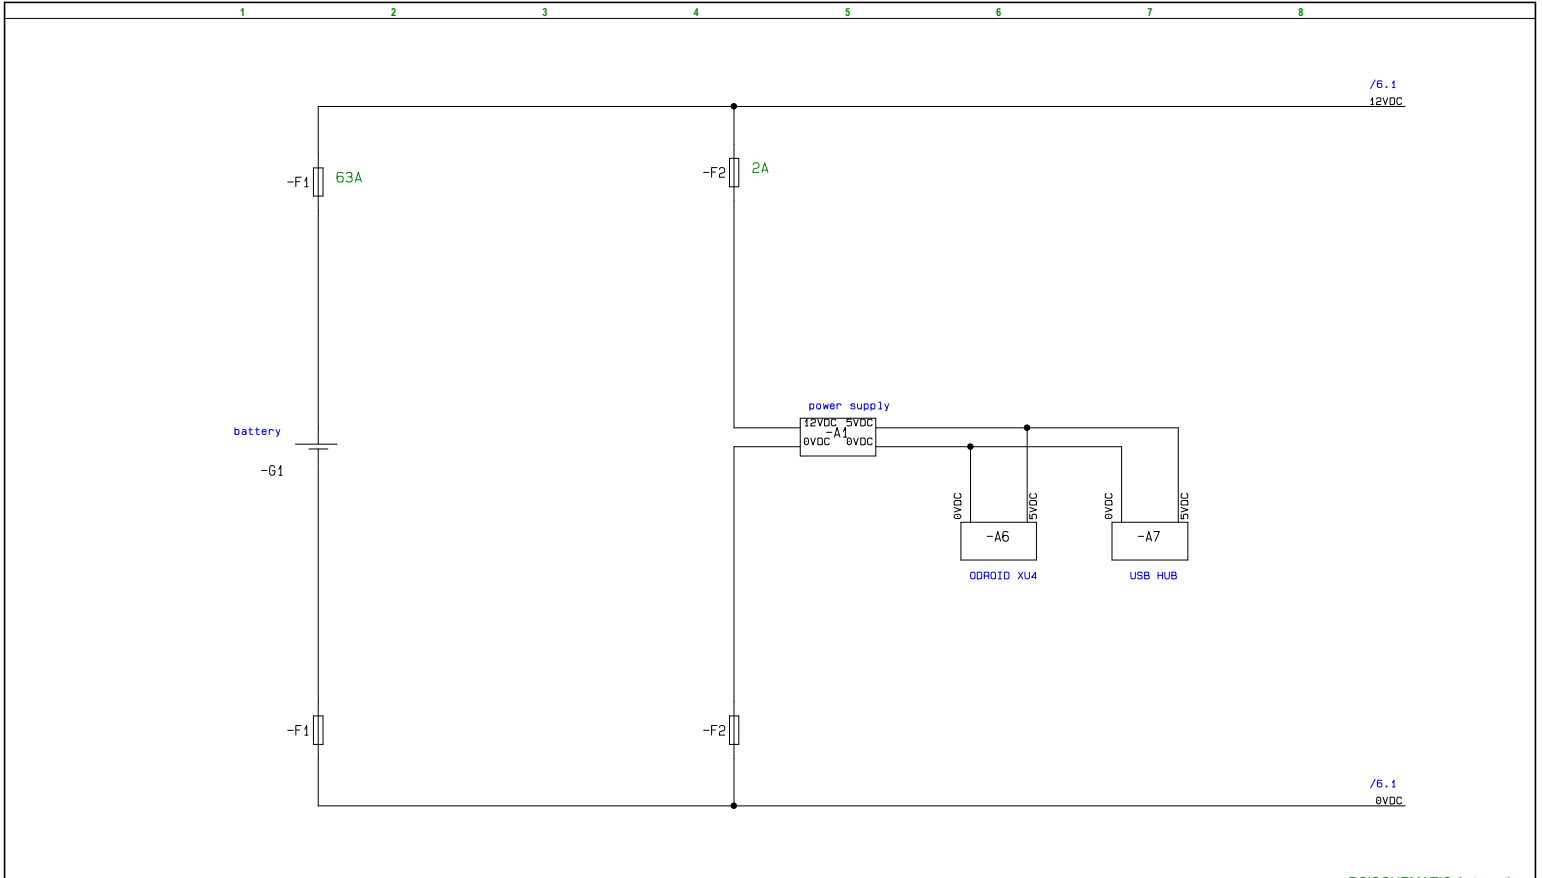 1 2 3 4 5 6 7 8
/6.1
12VDC
-F1 63A
-F2 2A
power supply
12VDC 5VDC
-A1
0VDC 0VDC
battery
-G1
0VDC 5VDC
-A6
ODROID XU4
0VDC 5VDC
-A7
USB HUB
-F1
-F2
/6.1
0VDC